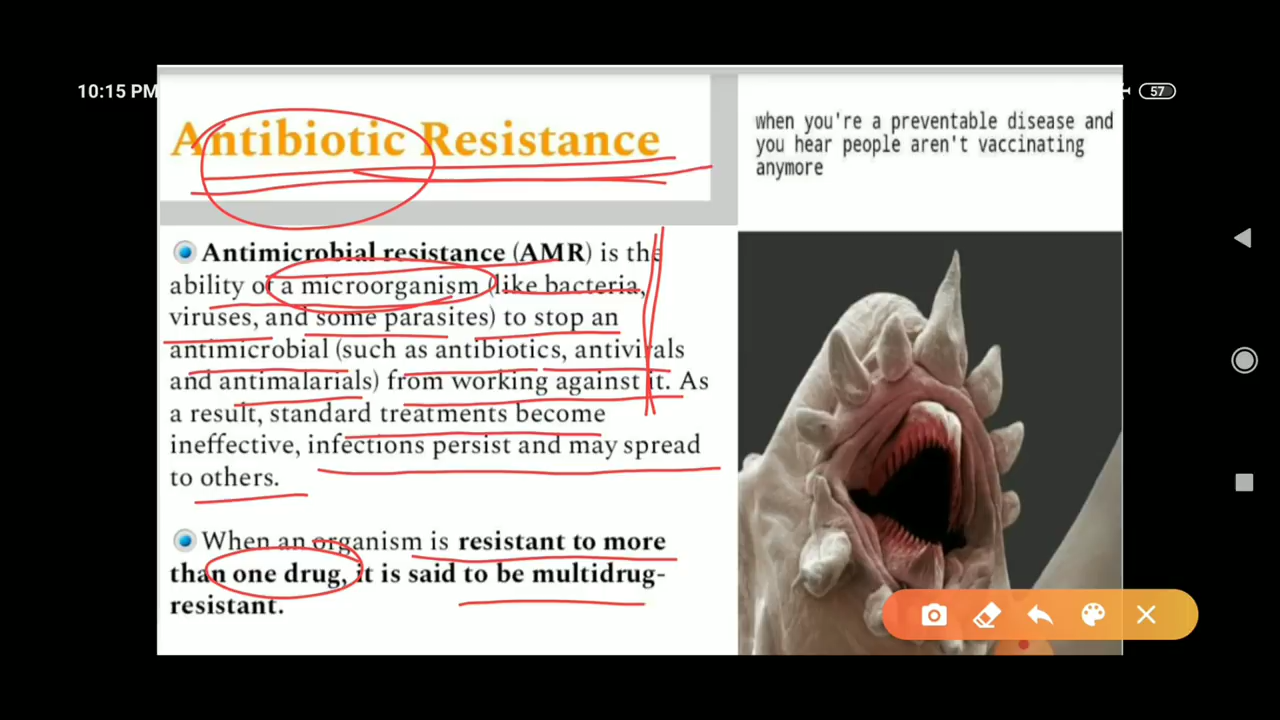 10:15 PM
57
Antibiotic Resistance
Antimicrobial resistance (AMR) is the
ability of a microorganism (like bacteria,
viruses, and some parasites) to stop an
antimicrobial (such as antibiotics, antivirals
and antimalarials) from working against it. As
a result, standard treatments become
ineffective, infections persist and may spread
to others.
When an organism is resistant to more
than one drug, it is said to be multidrug-
resistant.
when you're a preventable disease and
you hear people aren't vaccinating
anymore